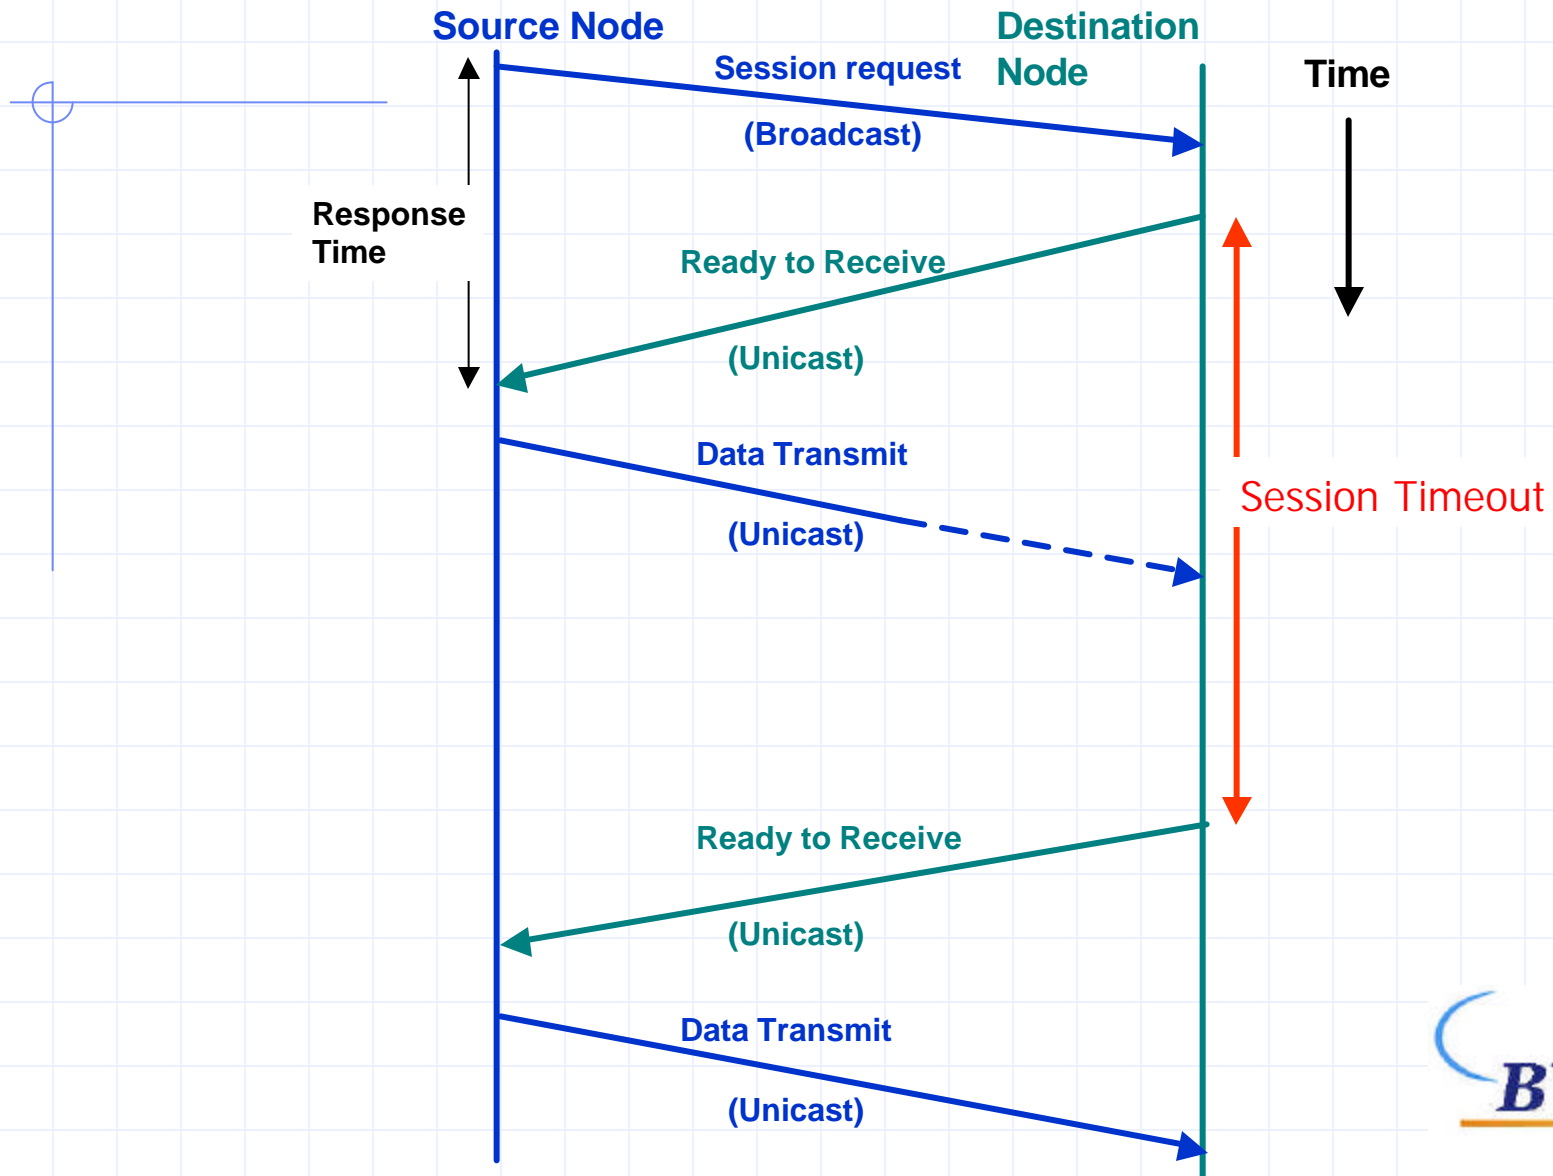 Source Node
Destination
Node
Time
Session request
(Broadcast)
Response
Time
Ready to Receive
(Unicast)
Data Transmit
(Unicast)
Session Timeout
Ready to Receive
(Unicast)
Data Transmit
(Unicast)